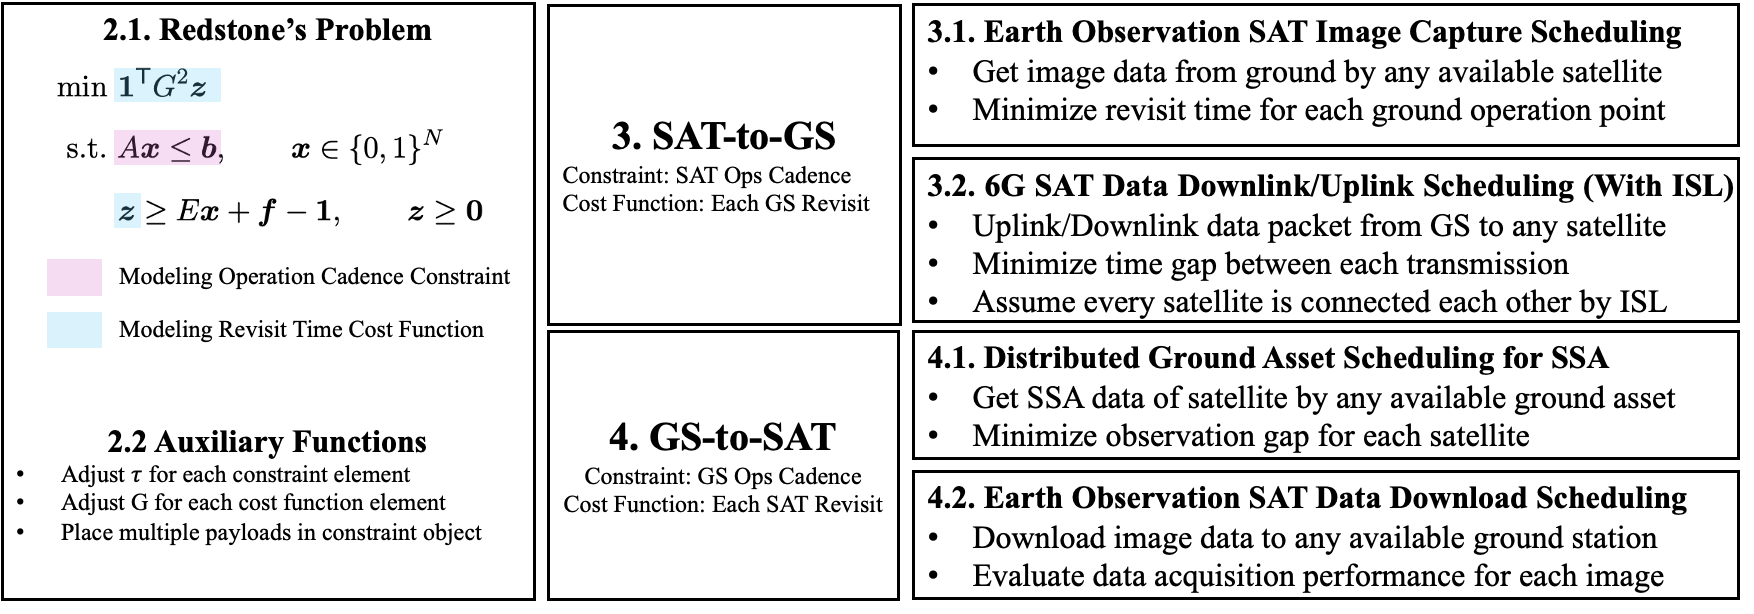 2.1. Redstone's Problem
min 1ᵀG²z
s.t. Ax ≤ b, x ∈ {0, 1}ᴺ
z ≥ Ex + f − 1, z ≥ 0
Modeling Operation Cadence Constraint
Modeling Revisit Time Cost Function
2.2 Auxiliary Functions
• Adjust τ for each constraint element
• Adjust G for each cost function element
• Place multiple payloads in constraint object
3. SAT-to-GS
Constraint: SAT Ops Cadence
Cost Function: Each GS Revisit
4. GS-to-SAT
Constraint: GS Ops Cadence
Cost Function: Each SAT Revisit
3.1. Earth Observation SAT Image Capture Scheduling
• Get image data from ground by any available satellite
• Minimize revisit time for each ground operation point
3.2. 6G SAT Data Downlink/Uplink Scheduling (With ISL)
• Uplink/Downlink data packet from GS to any satellite
• Minimize time gap between each transmission
• Assume every satellite is connected each other by ISL
4.1. Distributed Ground Asset Scheduling for SSA
• Get SSA data of satellite by any available ground asset
• Minimize observation gap for each satellite
4.2. Earth Observation SAT Data Download Scheduling
• Download image data to any available ground station
• Evaluate data acquisition performance for each image